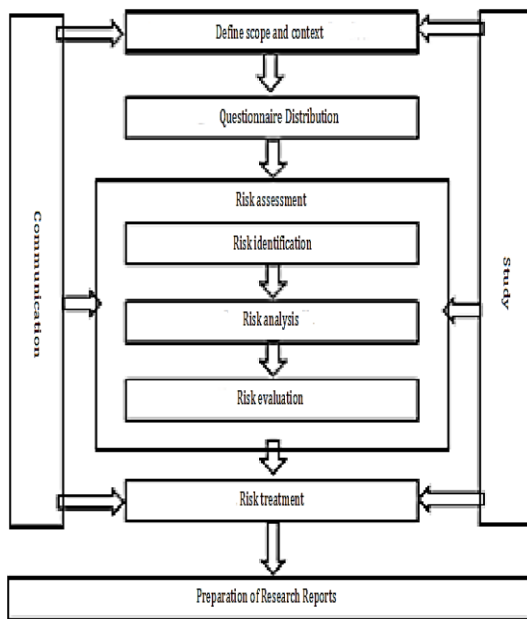 Define scope and context
Questionnaire Distribution
Risk assessment
Risk identification
Risk analysis
Risk evaluation
Risk treatment
Preparation of Research Reports
Communication
Study